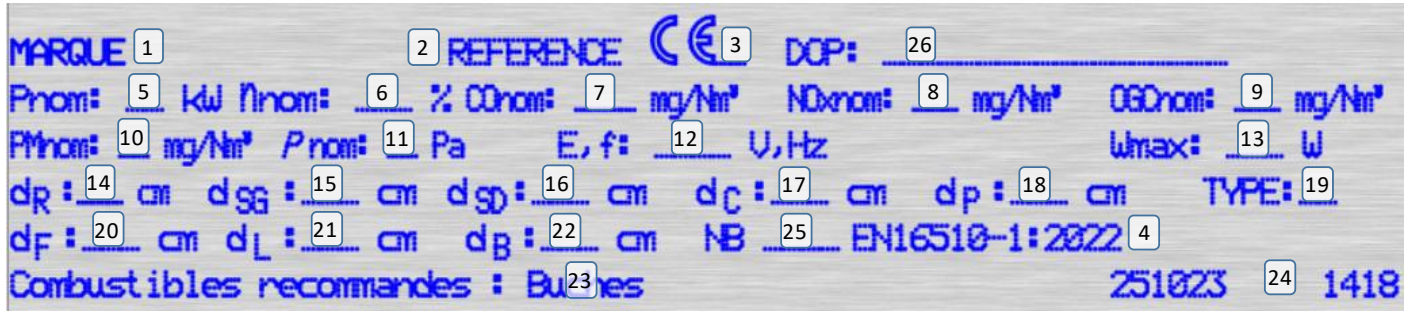 MARQUE 1 2 REFERENCE CE 3 DOP: 26
Pnom: 5 kW ηnom: 6 % COnom: 7 mg/Nm³ NOxnom: 8 mg/Nm³ OGCnom: 9 mg/Nm³
PMnom: 10 mg/Nm³ Pnom: 11 Pa E,f: 12 V,Hz Wmax: 13 W
dR : 14 cm dSG : 15 cm dSD : 16 cm dC : 17 cm dP : 18 cm TYPE: 19
dF : 20 cm dL : 21 cm dB : 22 cm NB 25 EN16510-1:2022 4
Combustibles recommandes : 23 251023 24 1418